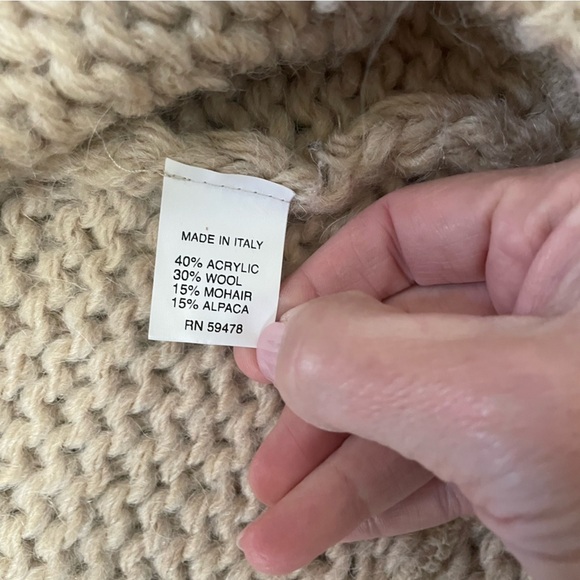 MADE IN ITALY
40% ACRYLIC
30% WOOL
15% MOHAIR
15% ALPACA
RN 59478